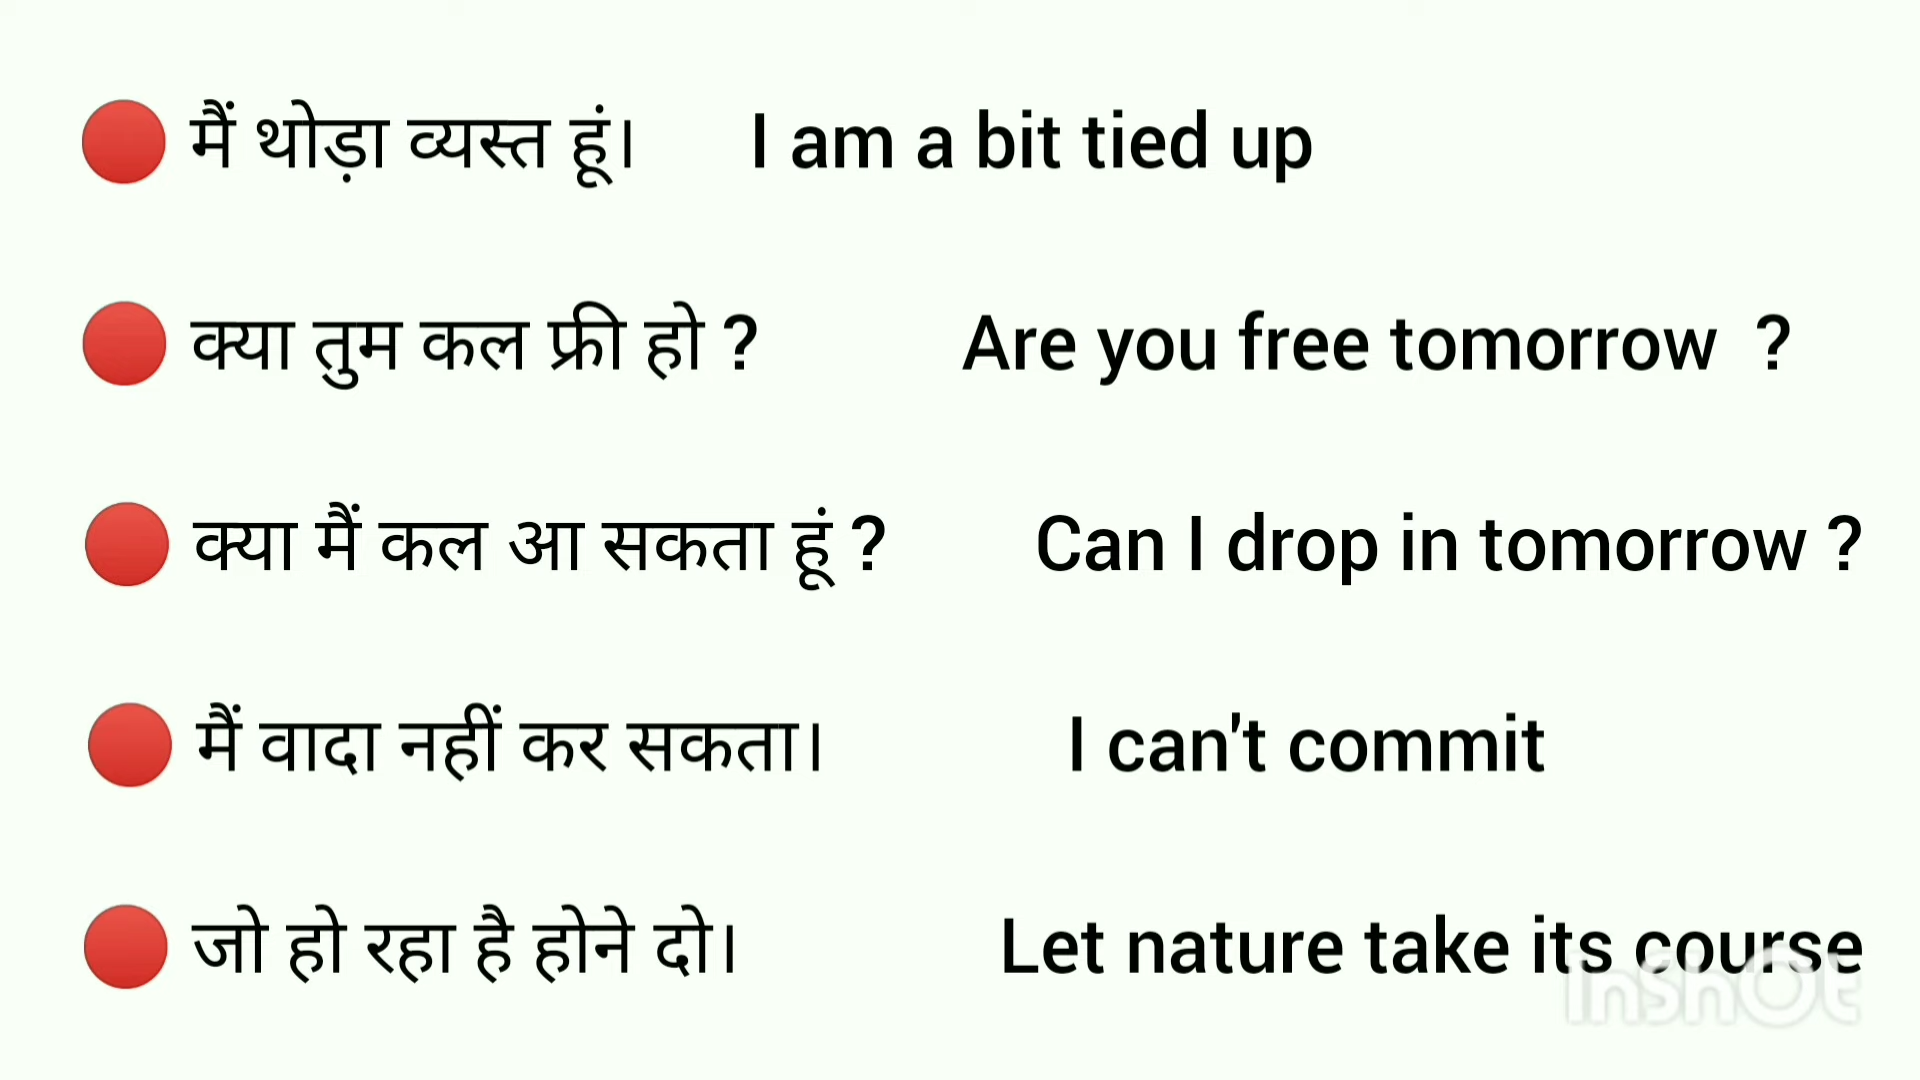 मैं थोड़ा व्यस्त हूं। I am a bit tied up
क्या तुम कल फ्री हो ? Are you free tomorrow ?
क्या मैं कल आ सकता हूं ? Can I drop in tomorrow ?
मैं वादा नहीं कर सकता। I can't commit
जो हो रहा है होने दो। Let nature take its course
InShOt